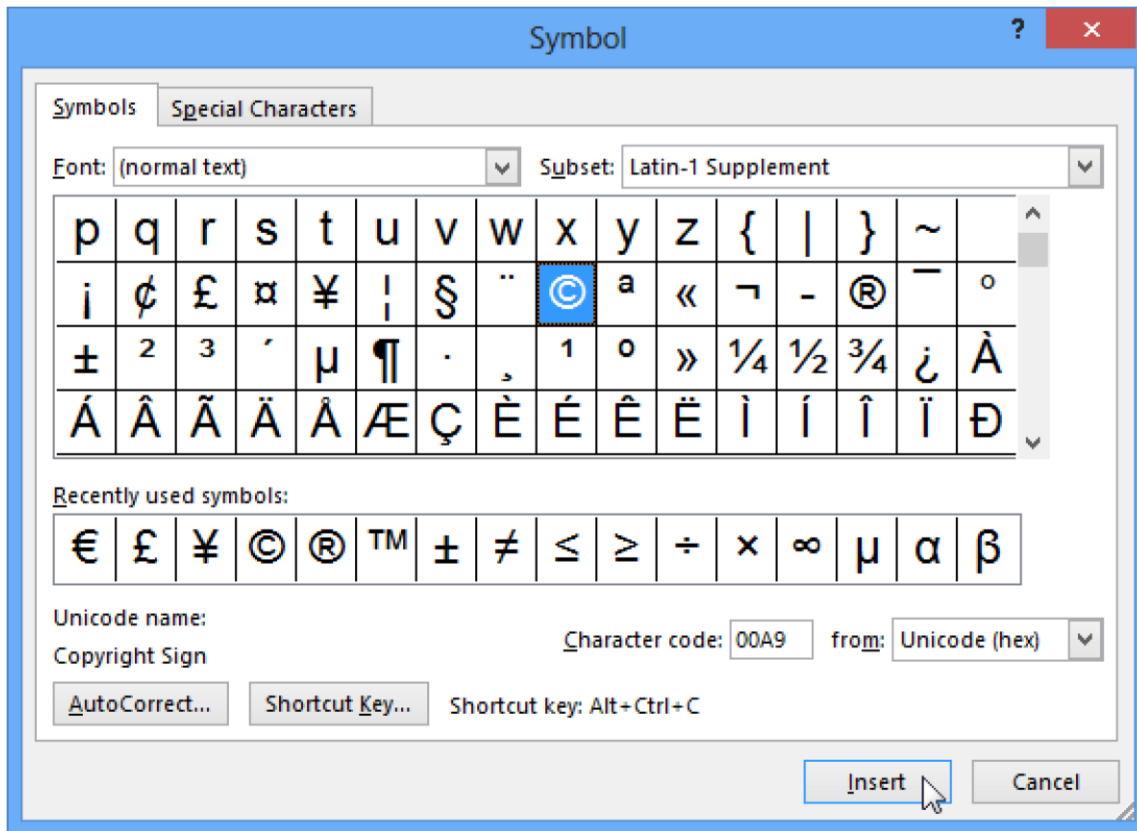 Symbol ?
Symbols Special Characters
Font: (normal text) Subset: Latin-1 Supplement
p q r s t u v w x y z { | } ~
¡ ¢ £ ¤ ¥ ¦ § ¨ © ª « ¬ - ® ¯ °
± ² ³ ´ µ ¶ · ¸ ¹ º » ¼ ½ ¾ ¿ À
Á Â Ã Ä Å Æ Ç È É Ê Ë Ì Í Î Ï Đ
Recently used symbols:
€ £ ¥ © ® ™ ± ≠ ≤ ≥ ÷ × ∞ µ α β
Unicode name:
Copyright Sign
Character code: 00A9 from: Unicode (hex)
AutoCorrect... Shortcut Key... Shortcut key: Alt+Ctrl+C
Insert Cancel